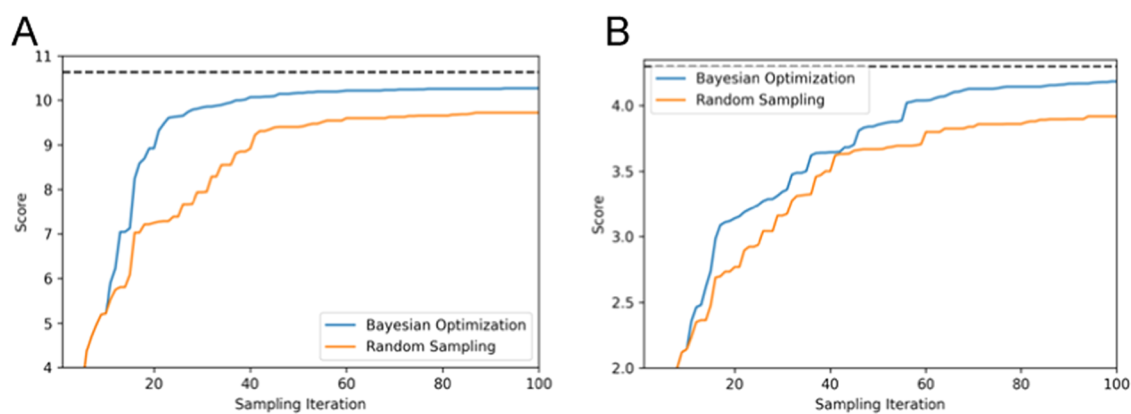 A
11
10
9
8
7
6
5
4
Score
Bayesian Optimization
Random Sampling
20
40
60
80
100
Sampling Iteration
B
4.0
3.5
3.0
2.5
2.0
Score
Bayesian Optimization
Random Sampling
20
40
60
80
100
Sampling Iteration